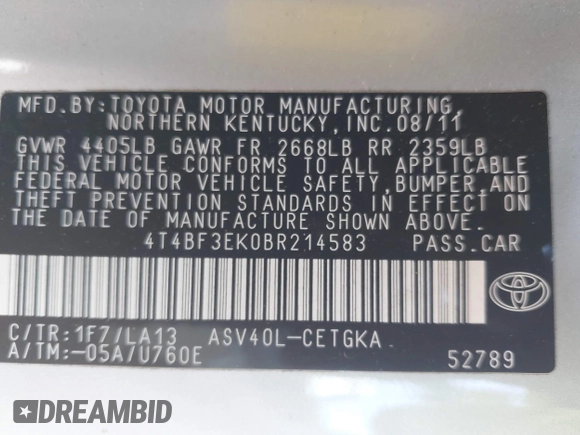 MFD.BY:TOYOTA MOTOR MANUFACTURING,
NORTHERN KENTUCKY,INC.08/11
GVWR 4405LB GAWR FR 2668LB RR 2359LB
THIS VEHICLE CONFORMS TO ALL APPLICABLE
FEDERAL MOTOR VEHICLE SAFETY,BUMPER,AND
THEFT PREVENTION STANDARDS IN EFFECT ON
THE DATE OF MANUFACTURE SHOWN ABOVE.
4T4BF3EK0BR214583 PASS.CAR
C/TR:1F7/LA13 ASV40L-CETGKA
A/TM:-05A/U760E 52789
DREAMBID